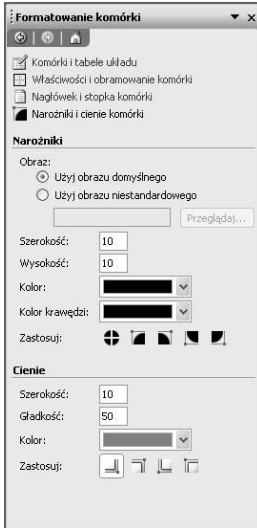 Formatowanie komórki
Komórki i tabele układu
Właściwości i obramowanie komórki
Nagłówek i stopka komórki
Narożniki i cienie komórki
Narożniki
Obraz:
Użyj obrazu domyślnego
Użyj obrazu niestandardowego
Przeglądaj...
Szerokość: 10
Wysokość: 10
Kolor:
Kolor krawędzi:
Zastosuj:
Cienie
Szerokość: 10
Gładkość: 50
Kolor:
Zastosuj: